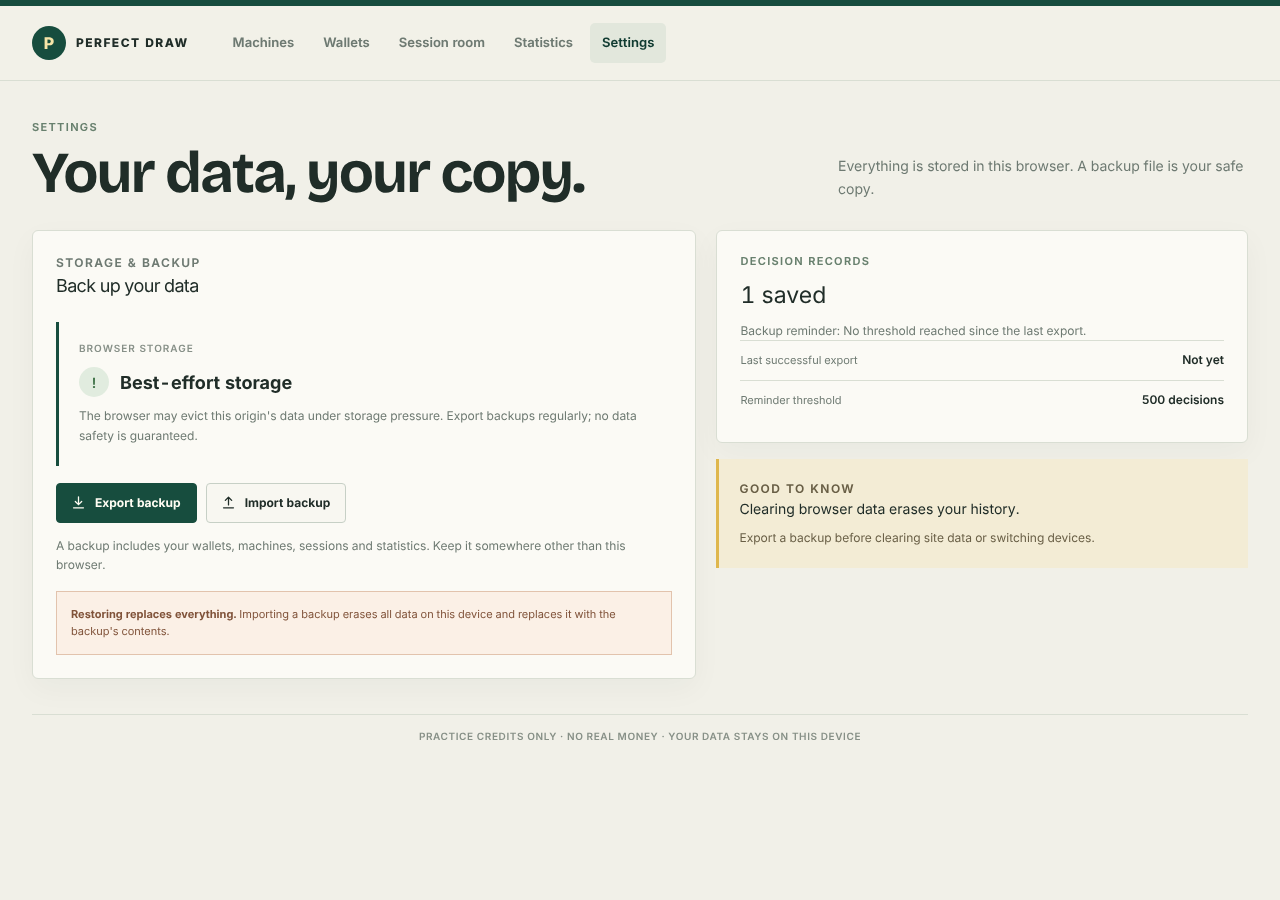 P PERFECT DRAW Machines Wallets Session room Statistics Settings
SETTINGS
Your data, your copy.
Everything is stored in this browser. A backup file is your safe
copy.
STORAGE & BACKUP
Back up your data
BROWSER STORAGE
! Best-effort storage
The browser may evict this origin's data under storage pressure. Export backups regularly; no data
safety is guaranteed.
Export backup Import backup
A backup includes your wallets, machines, sessions and statistics. Keep it somewhere other than this
browser.
Restoring replaces everything. Importing a backup erases all data on this device and replaces it with the
backup's contents.
DECISION RECORDS
1 saved
Backup reminder: No threshold reached since the last export.
Last successful export Not yet
Reminder threshold 500 decisions
GOOD TO KNOW
Clearing browser data erases your history.
Export a backup before clearing site data or switching devices.
PRACTICE CREDITS ONLY · NO REAL MONEY · YOUR DATA STAYS ON THIS DEVICE